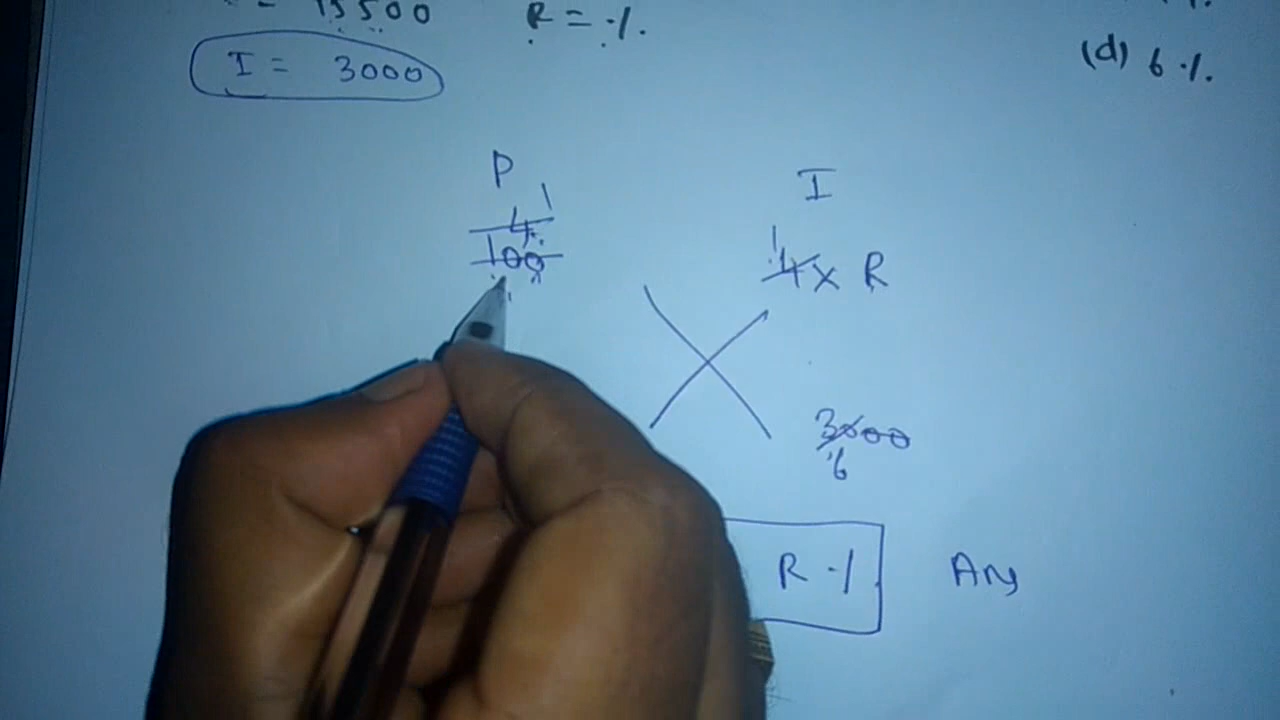 = 15500 R = %.
I = 3000
(d) 6 %.
P I
1
4
100
1
4 x R
3000
6
R %
Ans